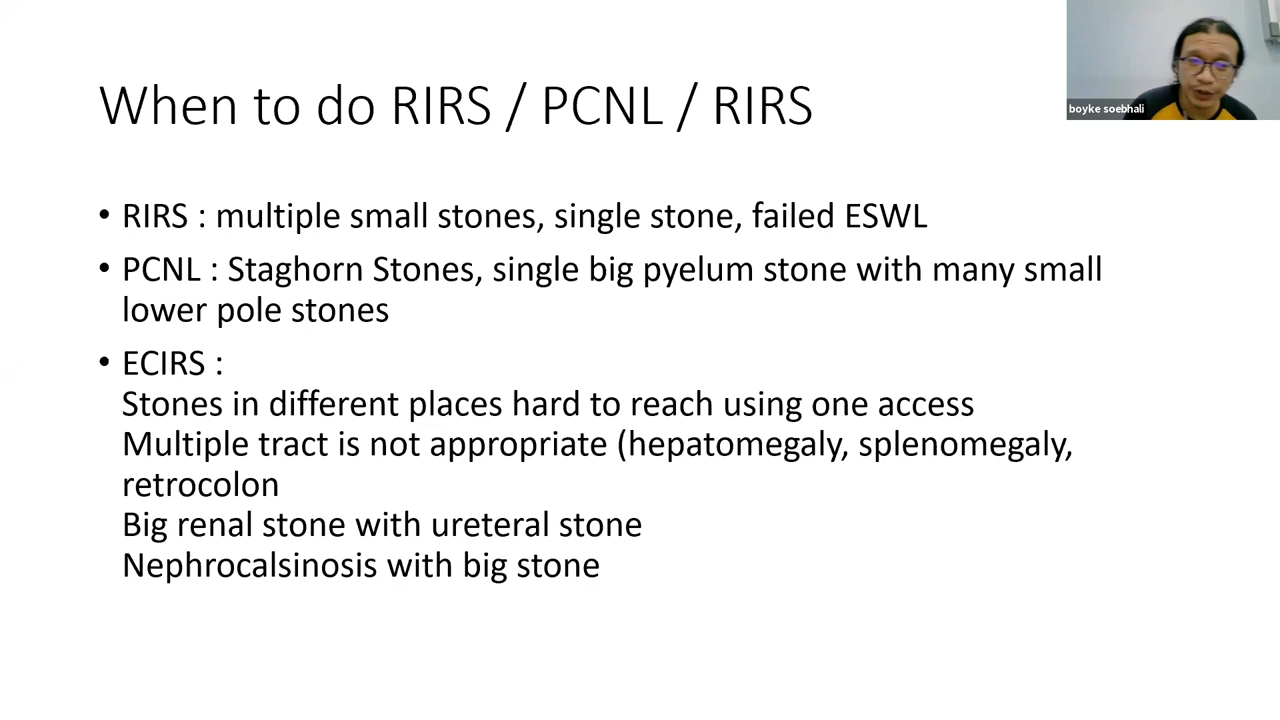 When to do RIRS / PCNL / RIRS
boyke soebhali
• RIRS : multiple small stones, single stone, failed ESWL
• PCNL : Staghorn Stones, single big pyelum stone with many small
lower pole stones
• ECIRS :
Stones in different places hard to reach using one access
Multiple tract is not appropriate (hepatomegaly, splenomegaly,
retrocolon
Big renal stone with ureteral stone
Nephrocalsinosis with big stone